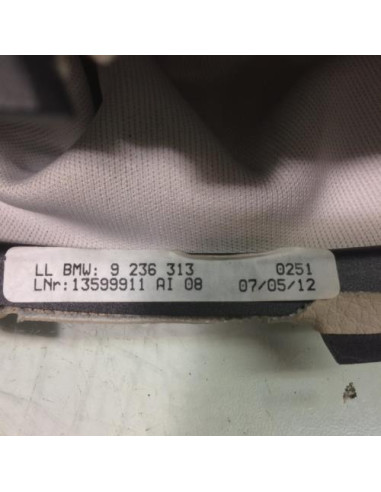 LL BMW: 9 236 313 0251
LNr:13599911 AI 08 07/05/12